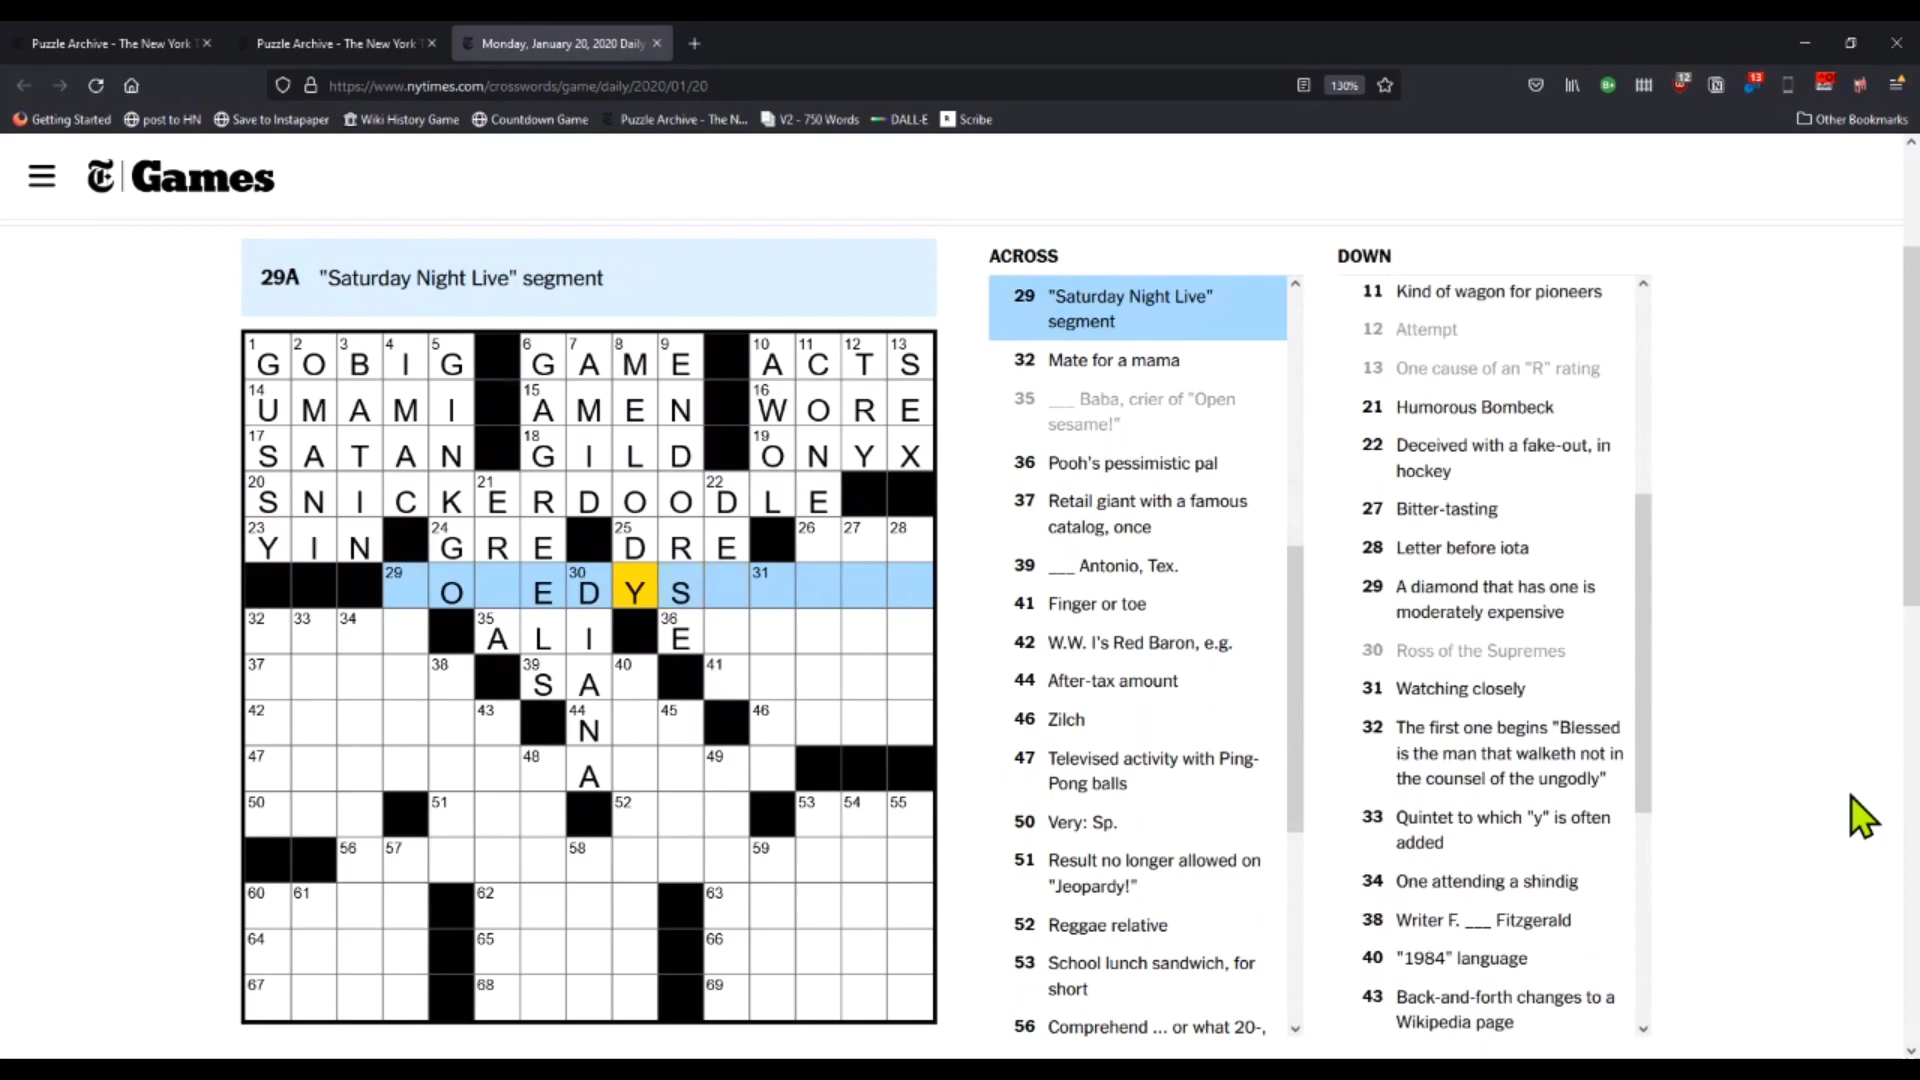 Puzzle Archive - The New York T
Puzzle Archive - The New York T
Monday, January 20, 2020 Daily
https://www.nytimes.com/crosswords/game/daily/2020/01/20
130%
12
13
Getting Started
post to HN
Save to Instapaper
Wiki History Game
Countdown Game
Puzzle Archive - The N...
V2 - 750 Words
DALL-E
Scribe
Other Bookmarks
Games
29A "Saturday Night Live" segment
1 G 2 O 3 B 4 I 5 G 6 G 7 A 8 M 9 E 10 A 11 C 12 T 13 S
14 U M A M I 15 A M E N 16 W O R E
17 S A T A N 18 G I L D 19 O N Y X
20 S N I C K 21 E R D O O 22 D L E
23 Y I N 24 G R E 25 D R E 26 27 28
29 O E 30 D Y S 31
32 33 34 35 A L I 36 E
37 38 39 S A 40 41
42 43 44 N 45 46
47 48 A 49
50 51 52 53 54 55
56 57 58 59
60 61 62 63
64 65 66
67 68 69
ACROSS
29 "Saturday Night Live"
segment
32 Mate for a mama
35 ___ Baba, crier of "Open
sesame!"
36 Pooh's pessimistic pal
37 Retail giant with a famous
catalog, once
39 ___ Antonio, Tex.
41 Finger or toe
42 W.W. I's Red Baron, e.g.
44 After-tax amount
46 Zilch
47 Televised activity with Ping-
Pong balls
50 Very: Sp.
51 Result no longer allowed on
"Jeopardy!"
52 Reggae relative
53 School lunch sandwich, for
short
56 Comprehend ... or what 20-,
DOWN
11 Kind of wagon for pioneers
12 Attempt
13 One cause of an "R" rating
21 Humorous Bombeck
22 Deceived with a fake-out, in
hockey
27 Bitter-tasting
28 Letter before iota
29 A diamond that has one is
moderately expensive
30 Ross of the Supremes
31 Watching closely
32 The first one begins "Blessed
is the man that walketh not in
the counsel of the ungodly"
33 Quintet to which "y" is often
added
34 One attending a shindig
38 Writer F. ___ Fitzgerald
40 "1984" language
43 Back-and-forth changes to a
Wikipedia page